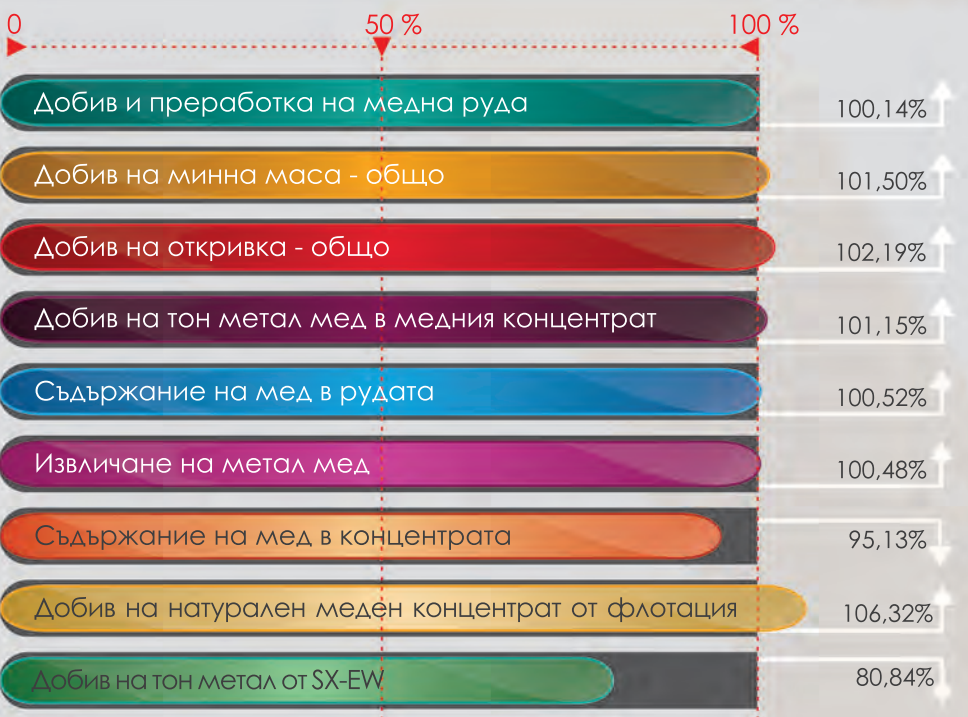 0 50 % 100 %
Добив и преработка на медна руда 100,14%
Добив на минна маса - общо 101,50%
Добив на откривка - общо 102,19%
Добив на тон метал мед в медния концентрат 101,15%
Съдържание на мед в рудата 100,52%
Извличане на метал мед 100,48%
Съдържание на мед в концентрата 95,13%
Добив на натурален меден концентрат от флотация 106,32%
Добив на тон метал от SX-EW 80,84%